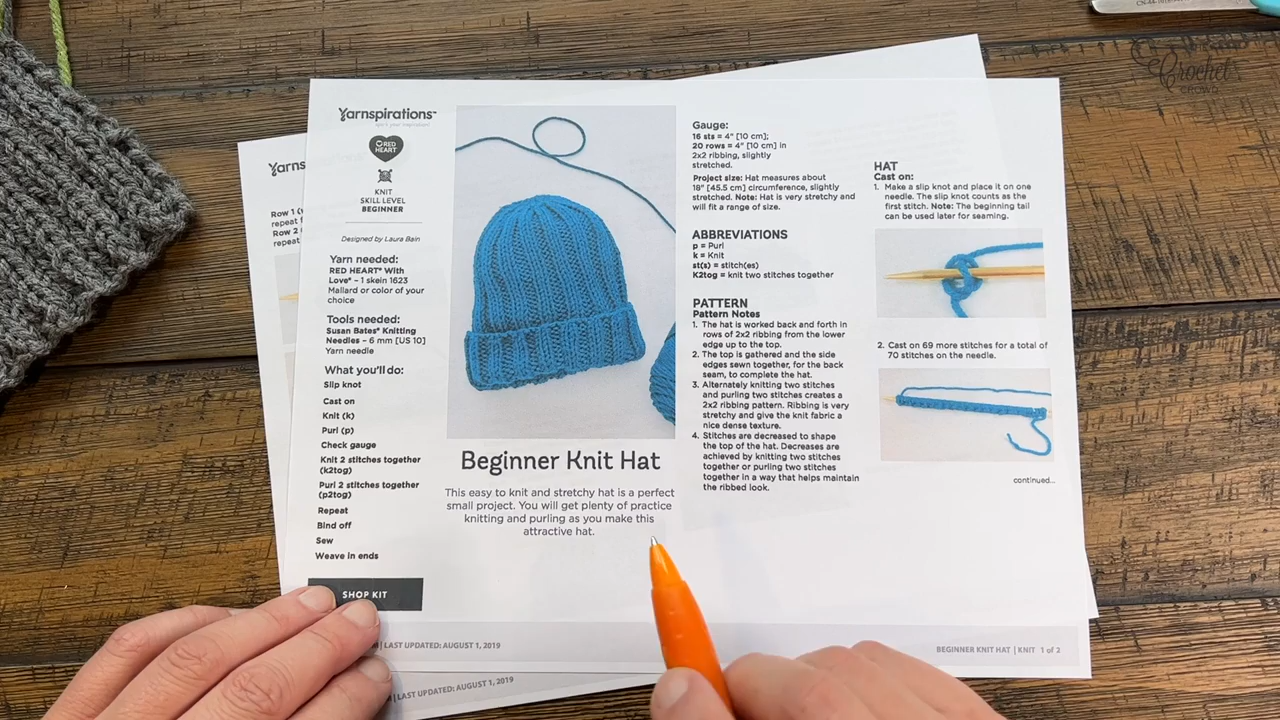 Yarnspirations™
RED
HEART
KNIT
SKILL LEVEL
BEGINNER
Designed by Laura Bain
Yarn needed:
RED HEART® With
Love® – 1 skein 1623
Mallard or color of your
choice
Tools needed:
Susan Bates® Knitting
Needles – 6 mm [US 10]
Yarn needle
What you'll do:
Slip knot
Cast on
Knit (k)
Purl (p)
Check gauge
Knit 2 stitches together
(k2tog)
Purl 2 stitches together
(p2tog)
Repeat
Bind off
Sew
Weave in ends
SHOP KIT
Beginner Knit Hat
This easy to knit and stretchy hat is a perfect
small project. You will get plenty of practice
knitting and purling as you make this
attractive hat.
Gauge:
16 sts = 4" [10 cm];
20 rows = 4" [10 cm] in
2x2 ribbing, slightly
stretched.
Project size: Hat measures about
18" [45.5 cm] circumference, slightly
stretched. Note: Hat is very stretchy and
will fit a range of size.
ABBREVIATIONS
p = Purl
k = Knit
st(s) = stitch(es)
K2tog = knit two stitches together
PATTERN
Pattern Notes
1. The hat is worked back and forth in
rows of 2x2 ribbing from the lower
edge up to the top.
2. The top is gathered and the side
edges sewn together, for the back
seam, to complete the hat.
3. Alternately knitting two stitches
and purling two stitches creates a
2x2 ribbing pattern. Ribbing is very
stretchy and give the knit fabric a
nice dense texture.
4. Stitches are decreased to shape
the top of the hat. Decreases are
achieved by knitting two stitches
together or purling two stitches
together in a way that helps maintain
the ribbed look.
HAT
Cast on:
1. Make a slip knot and place it on one
needle. The slip knot counts as the
first stitch. Note: The beginning tail
can be used later for seaming.
2. Cast on 69 more stitches for a total of
70 stitches on the needle.
continued...
| LAST UPDATED: AUGUST 1, 2019
BEGINNER KNIT HAT | KNIT 1 of 2
Yarns
Row 1
repeat
Row 2
repeat
| LAST UPDATED: AUGUST 1, 2019
Crochet
CROWD